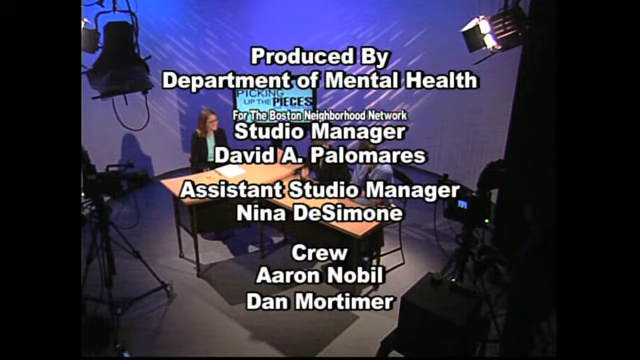 Produced By
Department of Mental Health
PICKING
UP THE PIECES
For The Boston Neighborhood Network
Studio Manager
David A. Palomares
Assistant Studio Manager
Nina DeSimone
Crew
Aaron Nobil
Dan Mortimer